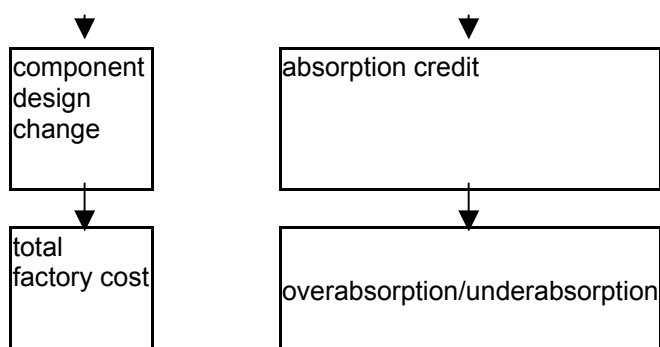 component
design
change
absorption credit
total
factory cost
overabsorption/underabsorption